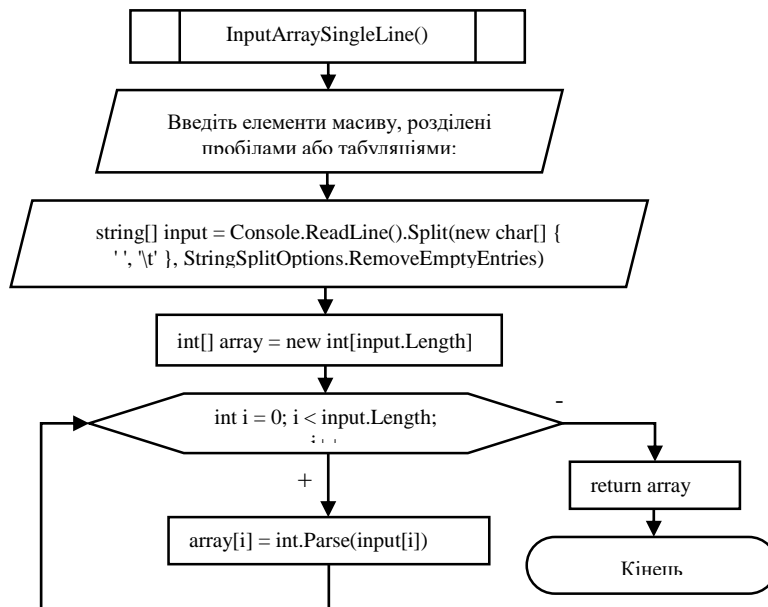 InputArraySingleLine()
Введіть елементи масиву, розділені
пробілами або табуляціями:
string[] input = Console.ReadLine().Split(new char[] {
' ', '\t' }, StringSplitOptions.RemoveEmptyEntries)
int[] array = new int[input.Length]
int i = 0; i < input.Length;
i++
-
+
return array
array[i] = int.Parse(input[i])
Кінець